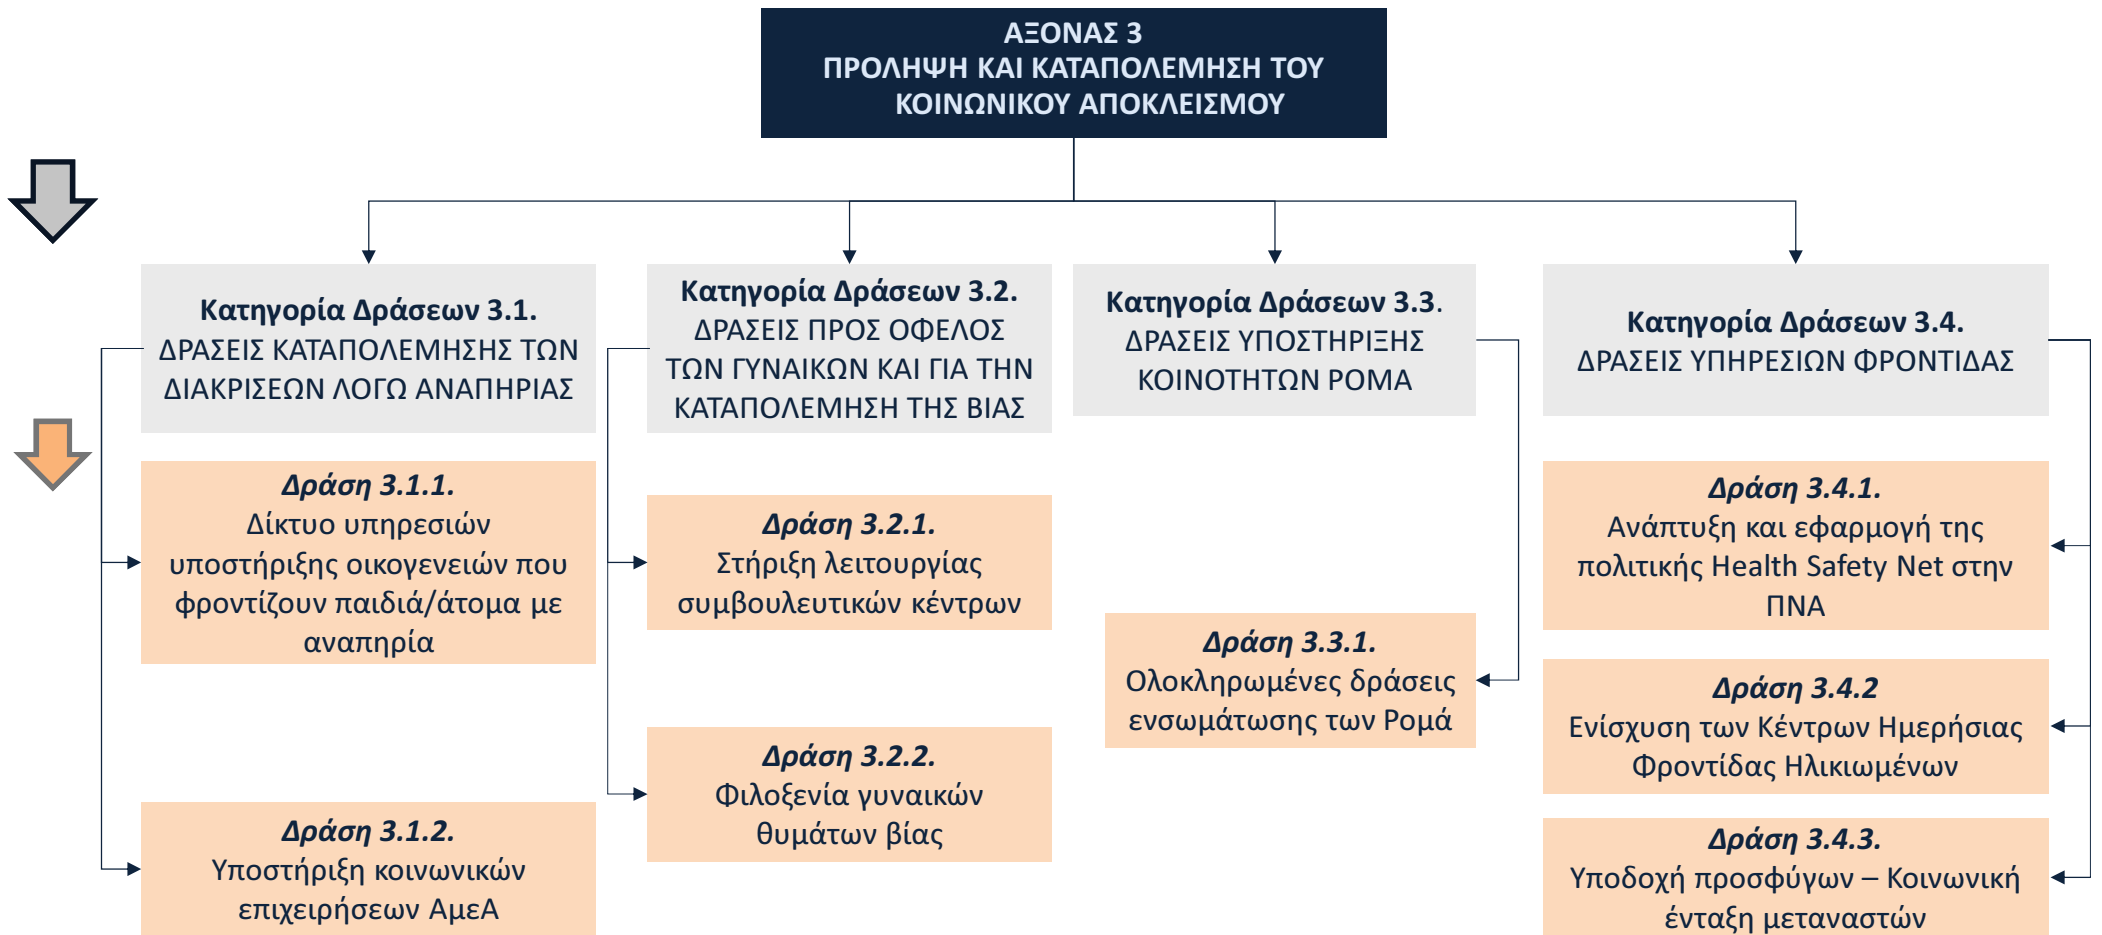 ΑΞΟΝΑΣ 3
ΠΡΟΛΗΨΗ ΚΑΙ ΚΑΤΑΠΟΛΕΜΗΣΗ ΤΟΥ
ΚΟΙΝΩΝΙΚΟΥ ΑΠΟΚΛΕΙΣΜΟΥ
Κατηγορία Δράσεων 3.1.
ΔΡΑΣΕΙΣ ΚΑΤΑΠΟΛΕΜΗΣΗΣ ΤΩΝ
ΔΙΑΚΡΙΣΕΩΝ ΛΟΓΩ ΑΝΑΠΗΡΙΑΣ
Δράση 3.1.1.
Δίκτυο υπηρεσιών
υποστήριξης οικογενειών που
φροντίζουν παιδιά/άτομα με
αναπηρία
Δράση 3.1.2.
Υποστήριξη κοινωνικών
επιχειρήσεων ΑμεΑ
Κατηγορία Δράσεων 3.2.
ΔΡΑΣΕΙΣ ΠΡΟΣ ΟΦΕΛΟΣ
ΤΩΝ ΓΥΝΑΙΚΩΝ ΚΑΙ ΓΙΑ ΤΗΝ
ΚΑΤΑΠΟΛΕΜΗΣΗ ΤΗΣ ΒΙΑΣ
Δράση 3.2.1.
Στήριξη λειτουργίας
συμβουλευτικών κέντρων
Δράση 3.2.2.
Φιλοξενία γυναικών
θυμάτων βίας
Κατηγορία Δράσεων 3.3.
ΔΡΑΣΕΙΣ ΥΠΟΣΤΗΡΙΞΗΣ
ΚΟΙΝΟΤΗΤΩΝ ΡΟΜΑ
Δράση 3.3.1.
Ολοκληρωμένες δράσεις
ενσωμάτωσης των Ρομά
Κατηγορία Δράσεων 3.4.
ΔΡΑΣΕΙΣ ΥΠΗΡΕΣΙΩΝ ΦΡΟΝΤΙΔΑΣ
Δράση 3.4.1.
Ανάπτυξη και εφαρμογή της
πολιτικής Health Safety Net στην
ΠΝΑ
Δράση 3.4.2
Ενίσχυση των Κέντρων Ημερήσιας
Φροντίδας Ηλικιωμένων
Δράση 3.4.3.
Υποδοχή προσφύγων – Κοινωνική
ένταξη μεταναστών